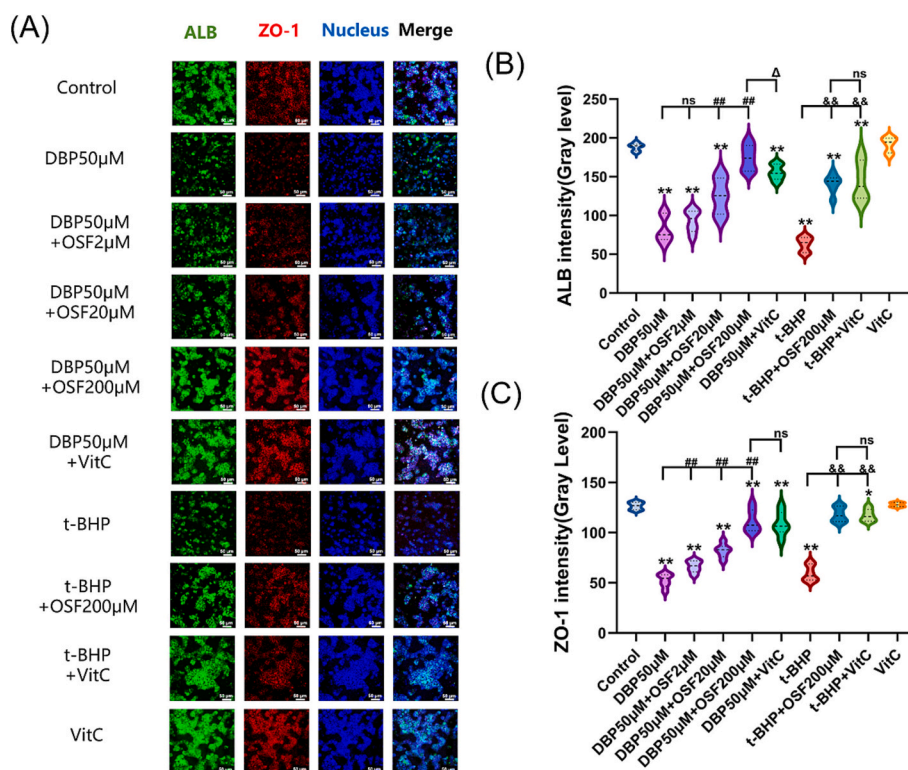 (A)
ALB ZO-1 Nucleus Merge
Control
DBP50μM
DBP50μM
+OSF2μM
DBP50μM
+OSF20μM
DBP50μM
+OSF200μM
DBP50μM
+VitC
t-BHP
t-BHP
+OSF200μM
t-BHP
+VitC
VitC
(B)
ALB intensity(Gray level)
250
200
150
100
50
0
ns ## ## Δ && && ns
** ** ** ** ** ** **
Control
DBP50μM
DBP50μM+OSF2μM
DBP50μM+OSF20μM
DBP50μM+OSF200μM
DBP50μM+VitC
t-BHP
t-BHP+OSF200μM
t-BHP+VitC
VitC
(C)
ZO-1 intensity(Gray Level)
200
150
100
50
0
## ## ## ns && && ns
** ** ** ** ** ** *
Control
DBP50μM
DBP50μM+OSF2μM
DBP50μM+OSF20μM
DBP50μM+OSF200μM
DBP50μM+VitC
t-BHP
t-BHP+OSF200μM
t-BHP+VitC
VitC